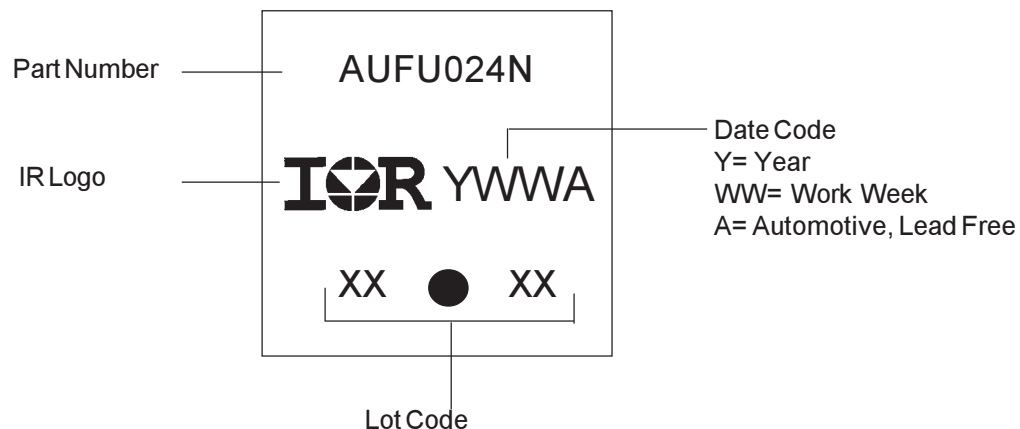 Part Number
AUFU024N
IR Logo
IOR YWWA
Date Code
Y= Year
WW= Work Week
A= Automotive, Lead Free
XX XX
Lot Code